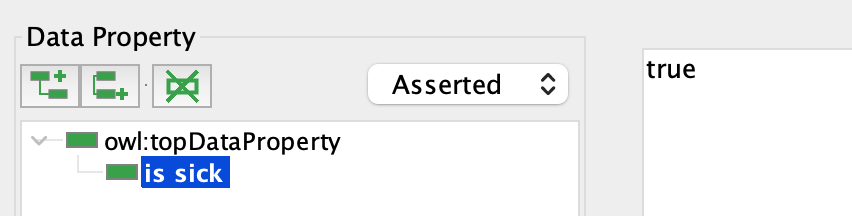 Data Property
Asserted
true
owl:topDataProperty
is sick